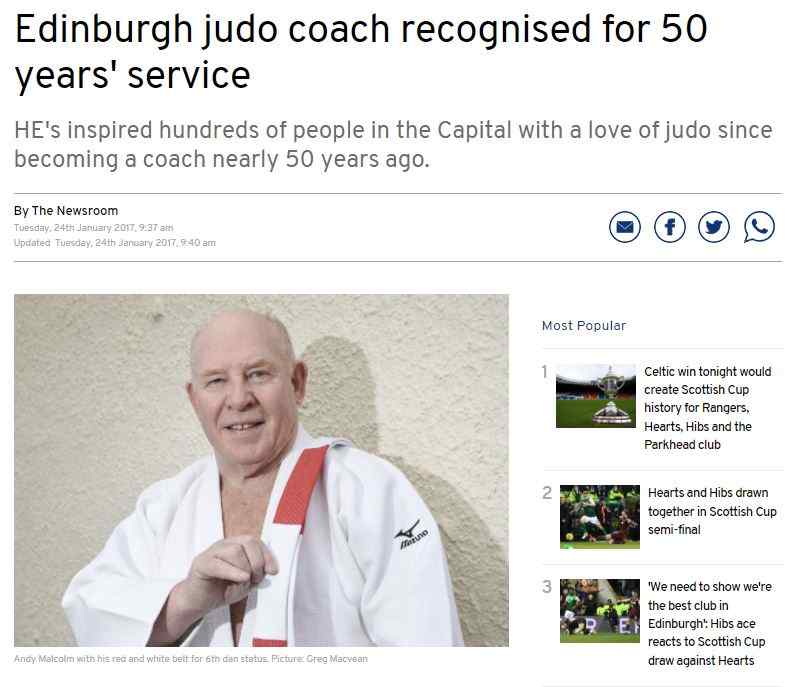 Edinburgh judo coach recognised for 50
years' service
HE's inspired hundreds of people in the Capital with a love of judo since
becoming a coach nearly 50 years ago.
By The Newsroom
Tuesday, 24th January 2017, 9:37 am
Updated Tuesday, 24th January 2017, 9:40 am
Mizuno
Andy Malcolm with his red and white belt for 6th dan status. Picture: Greg Macvean
Most Popular
1
Celtic win tonight would
create Scottish Cup
history for Rangers,
Hearts, Hibs and the
Parkhead club
2
Hearts and Hibs drawn
together in Scottish Cup
semi-final
3
'We need to show we're
the best club in
Edinburgh': Hibs ace
reacts to Scottish Cup
draw against Hearts